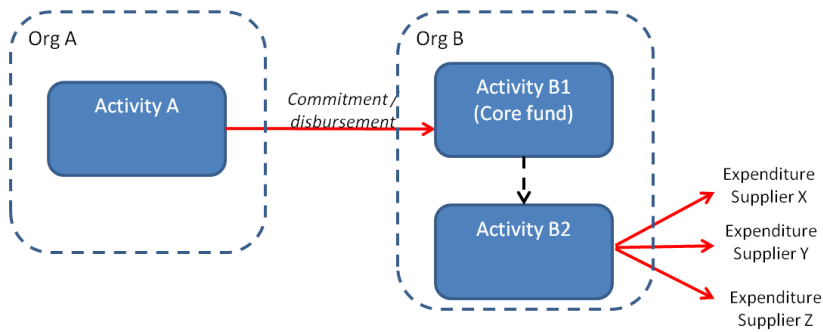 Org A
Activity A
Commitment /
disbursement
Org B
Activity B1
(Core fund)
Activity B2
Expenditure
Supplier X
Expenditure
Supplier Y
Expenditure
Supplier Z